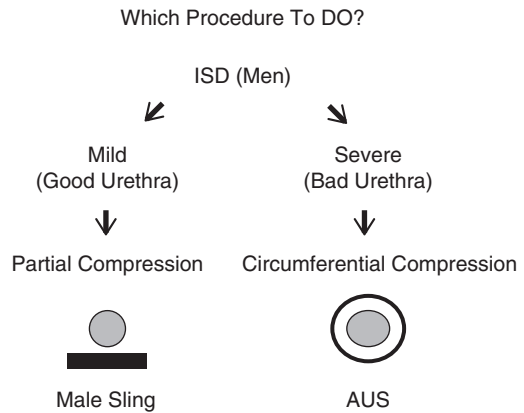 Which Procedure To DO?
ISD (Men)
Mild
(Good Urethra)
Severe
(Bad Urethra)
Partial Compression
Circumferential Compression
Male Sling
AUS